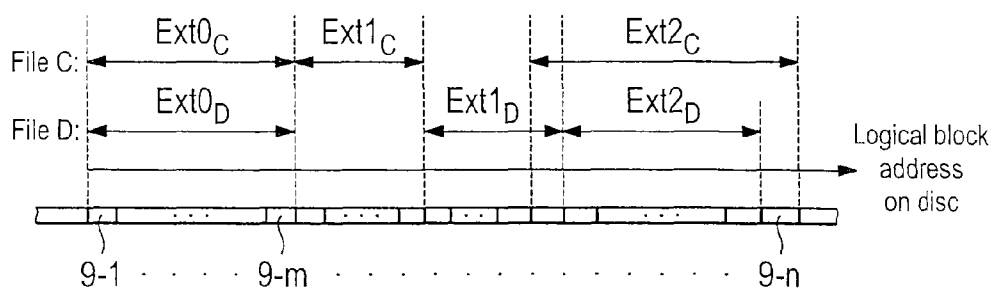 File C: Ext0C Ext1C Ext2C
File D: Ext0D Ext1D Ext2D
Logical block
address
on disc
. . . . . . . . . . . .
9-1 . . . . . 9-m . . . . . . . . . . . . . . . 9-n